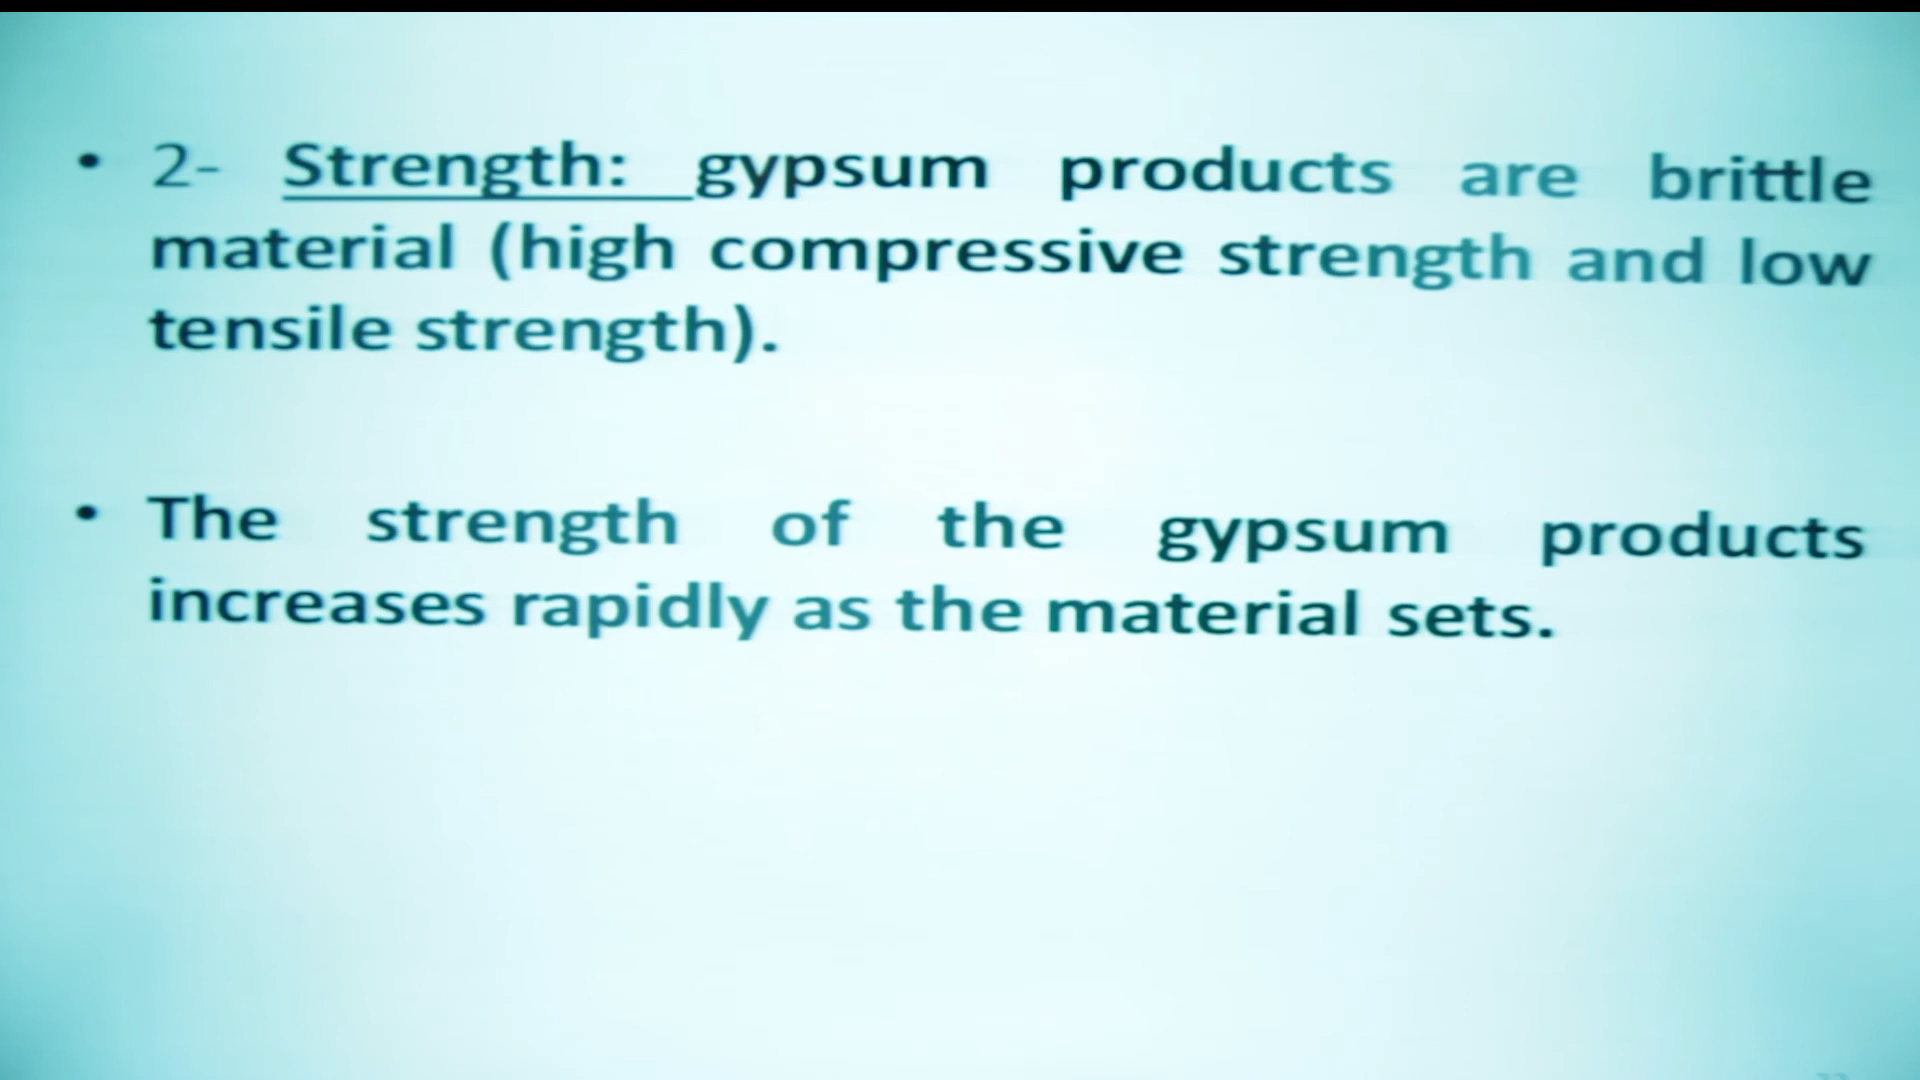 • 2- Strength: gypsum products are brittle
material (high compressive strength and low
tensile strength).
• The strength of the gypsum products
increases rapidly as the material sets.